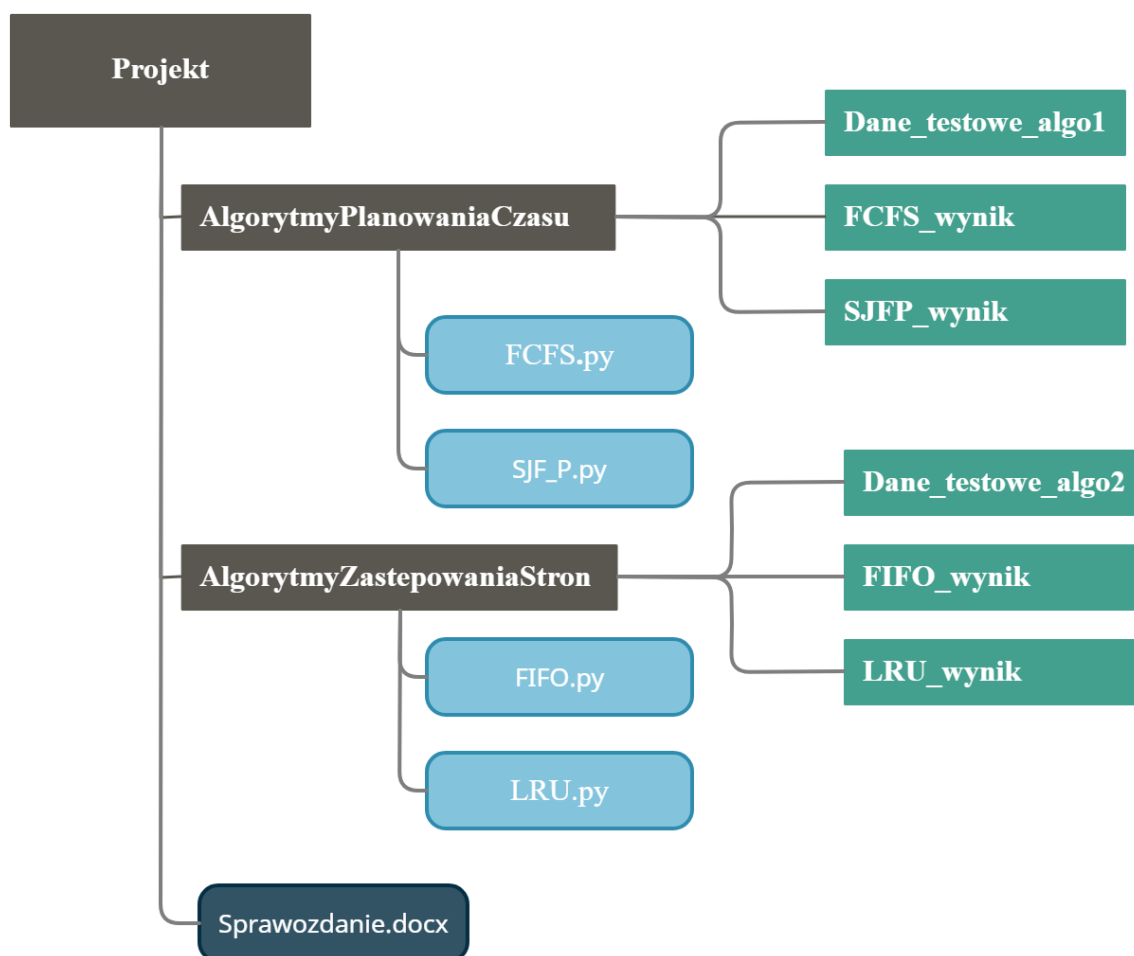 Projekt
Dane_testowe_algo1
AlgorytmyPlanowaniaCzasu
FCFS_wynik
SJFP_wynik
FCFS.py
SJF_P.py
Dane_testowe_algo2
AlgorytmyZastepowaniaStron
FIFO_wynik
FIFO.py
LRU_wynik
LRU.py
Sprawozdanie.docx